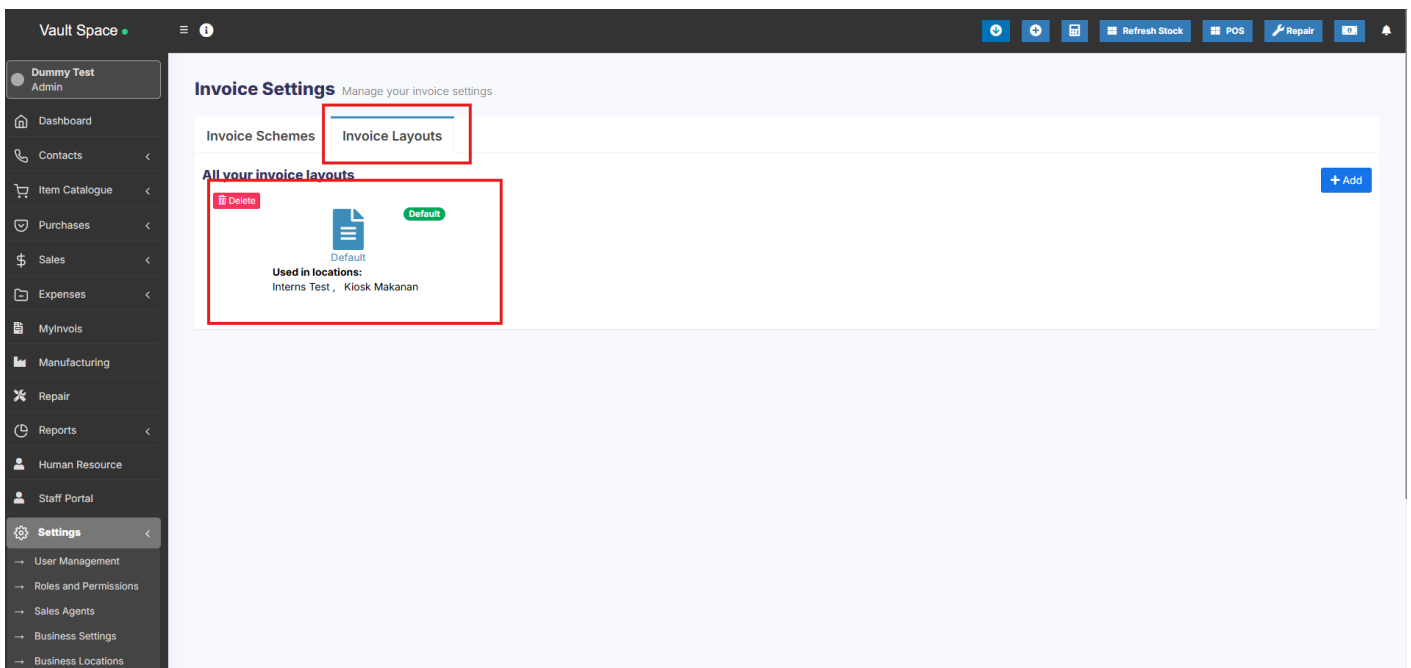 Vault Space
Refresh Stock
POS
Repair
Dummy Test
Admin
Dashboard
Contacts
Item Catalogue
Purchases
Sales
Expenses
MyInvois
Manufacturing
Repair
Reports
Human Resource
Staff Portal
Settings
→ User Management
→ Roles and Permissions
→ Sales Agents
→ Business Settings
→ Business Locations
Invoice Settings Manage your invoice settings
Invoice Schemes Invoice Layouts
All your invoice layouts
+ Add
Delete
Default
Default
Used in locations:
Interns Test , Kiosk Makanan